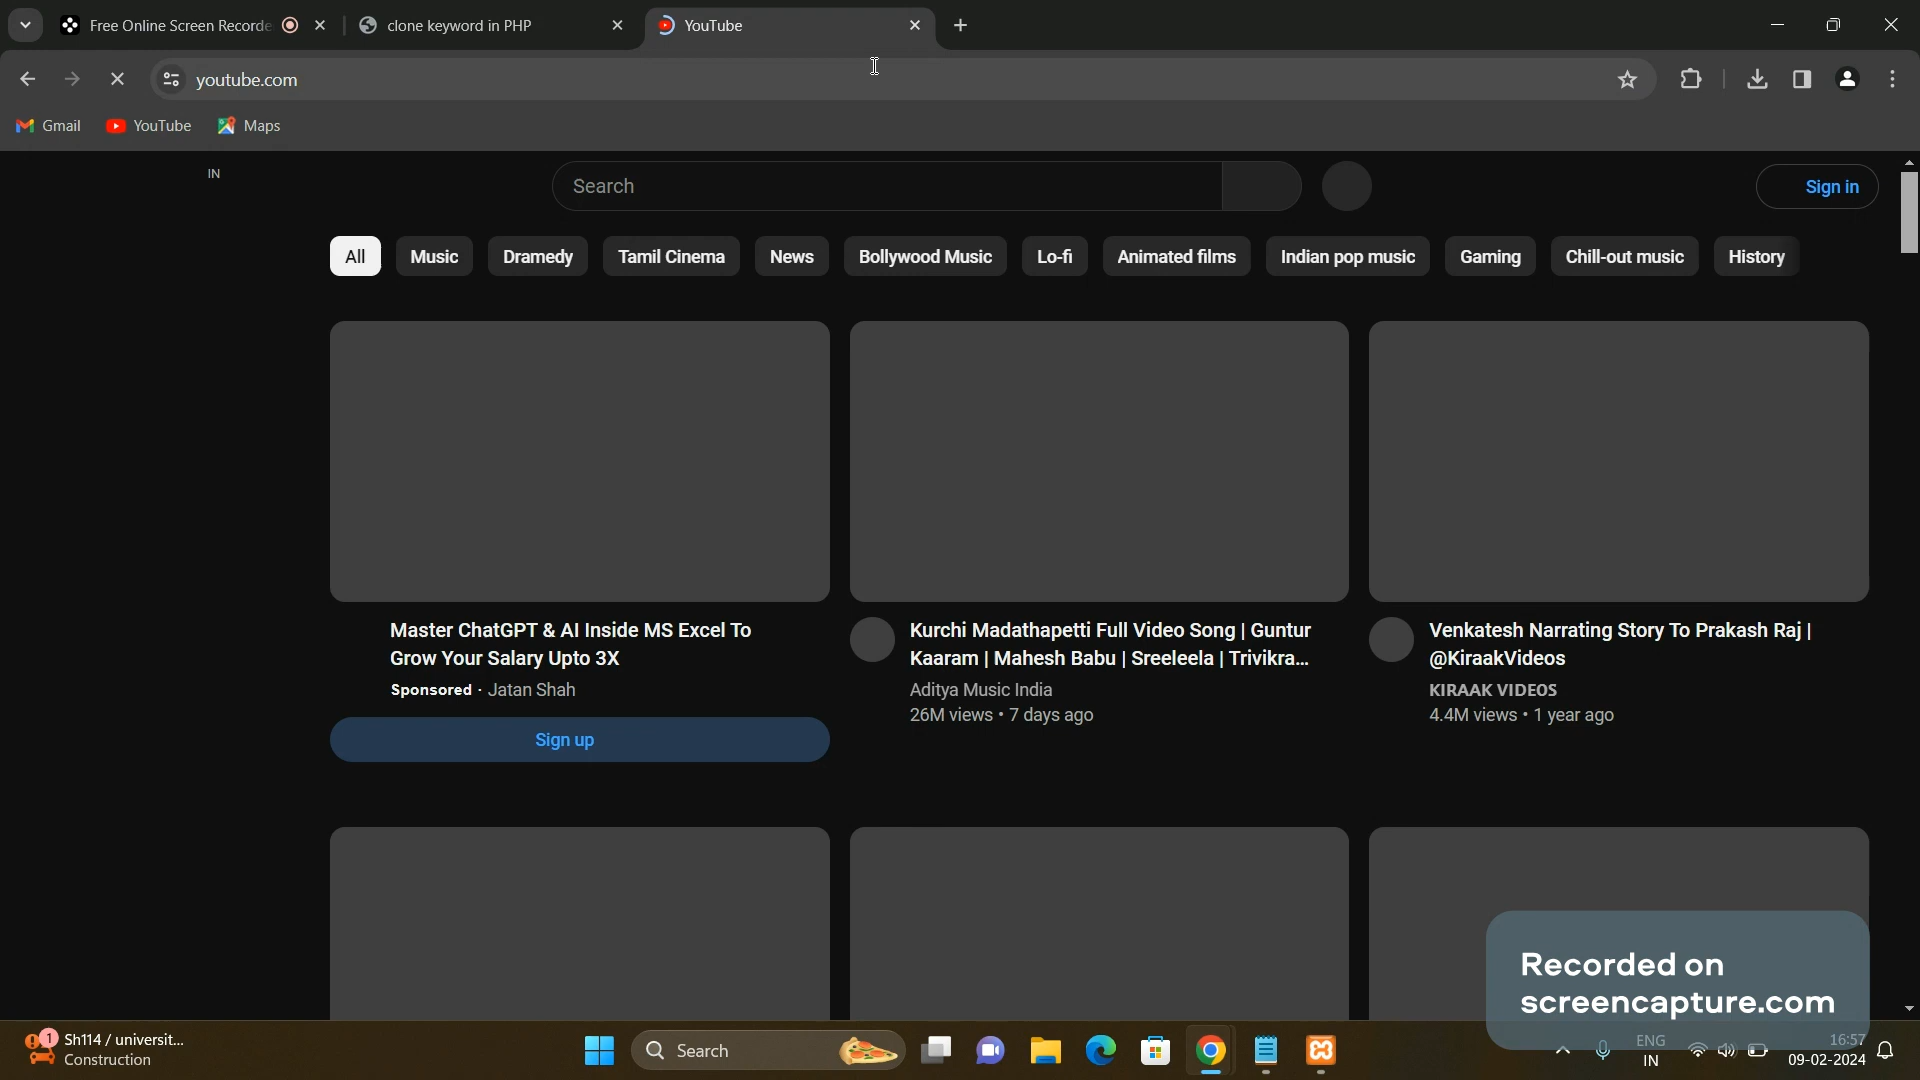 Free Online Screen Recorde
clone keyword in PHP
YouTube
youtube.com
Gmail
YouTube
Maps
IN
Search
Sign in
All
Music
Dramedy
Tamil Cinema
News
Bollywood Music
Lo-fi
Animated films
Indian pop music
Gaming
Chill-out music
History
Master ChatGPT & AI Inside MS Excel To
Grow Your Salary Upto 3X
Sponsored · Jatan Shah
Sign up
Kurchi Madathapetti Full Video Song | Guntur
Kaaram | Mahesh Babu | Sreeleela | Trivikra...
Aditya Music India
26M views • 7 days ago
Venkatesh Narrating Story To Prakash Raj |
@KiraakVideos
KIRAAK VIDEOS
4.4M views • 1 year ago
Recorded on
screencapture.com
1
Sh114 / universit...
Construction
Search
ENG
IN
16:57
09-02-2024